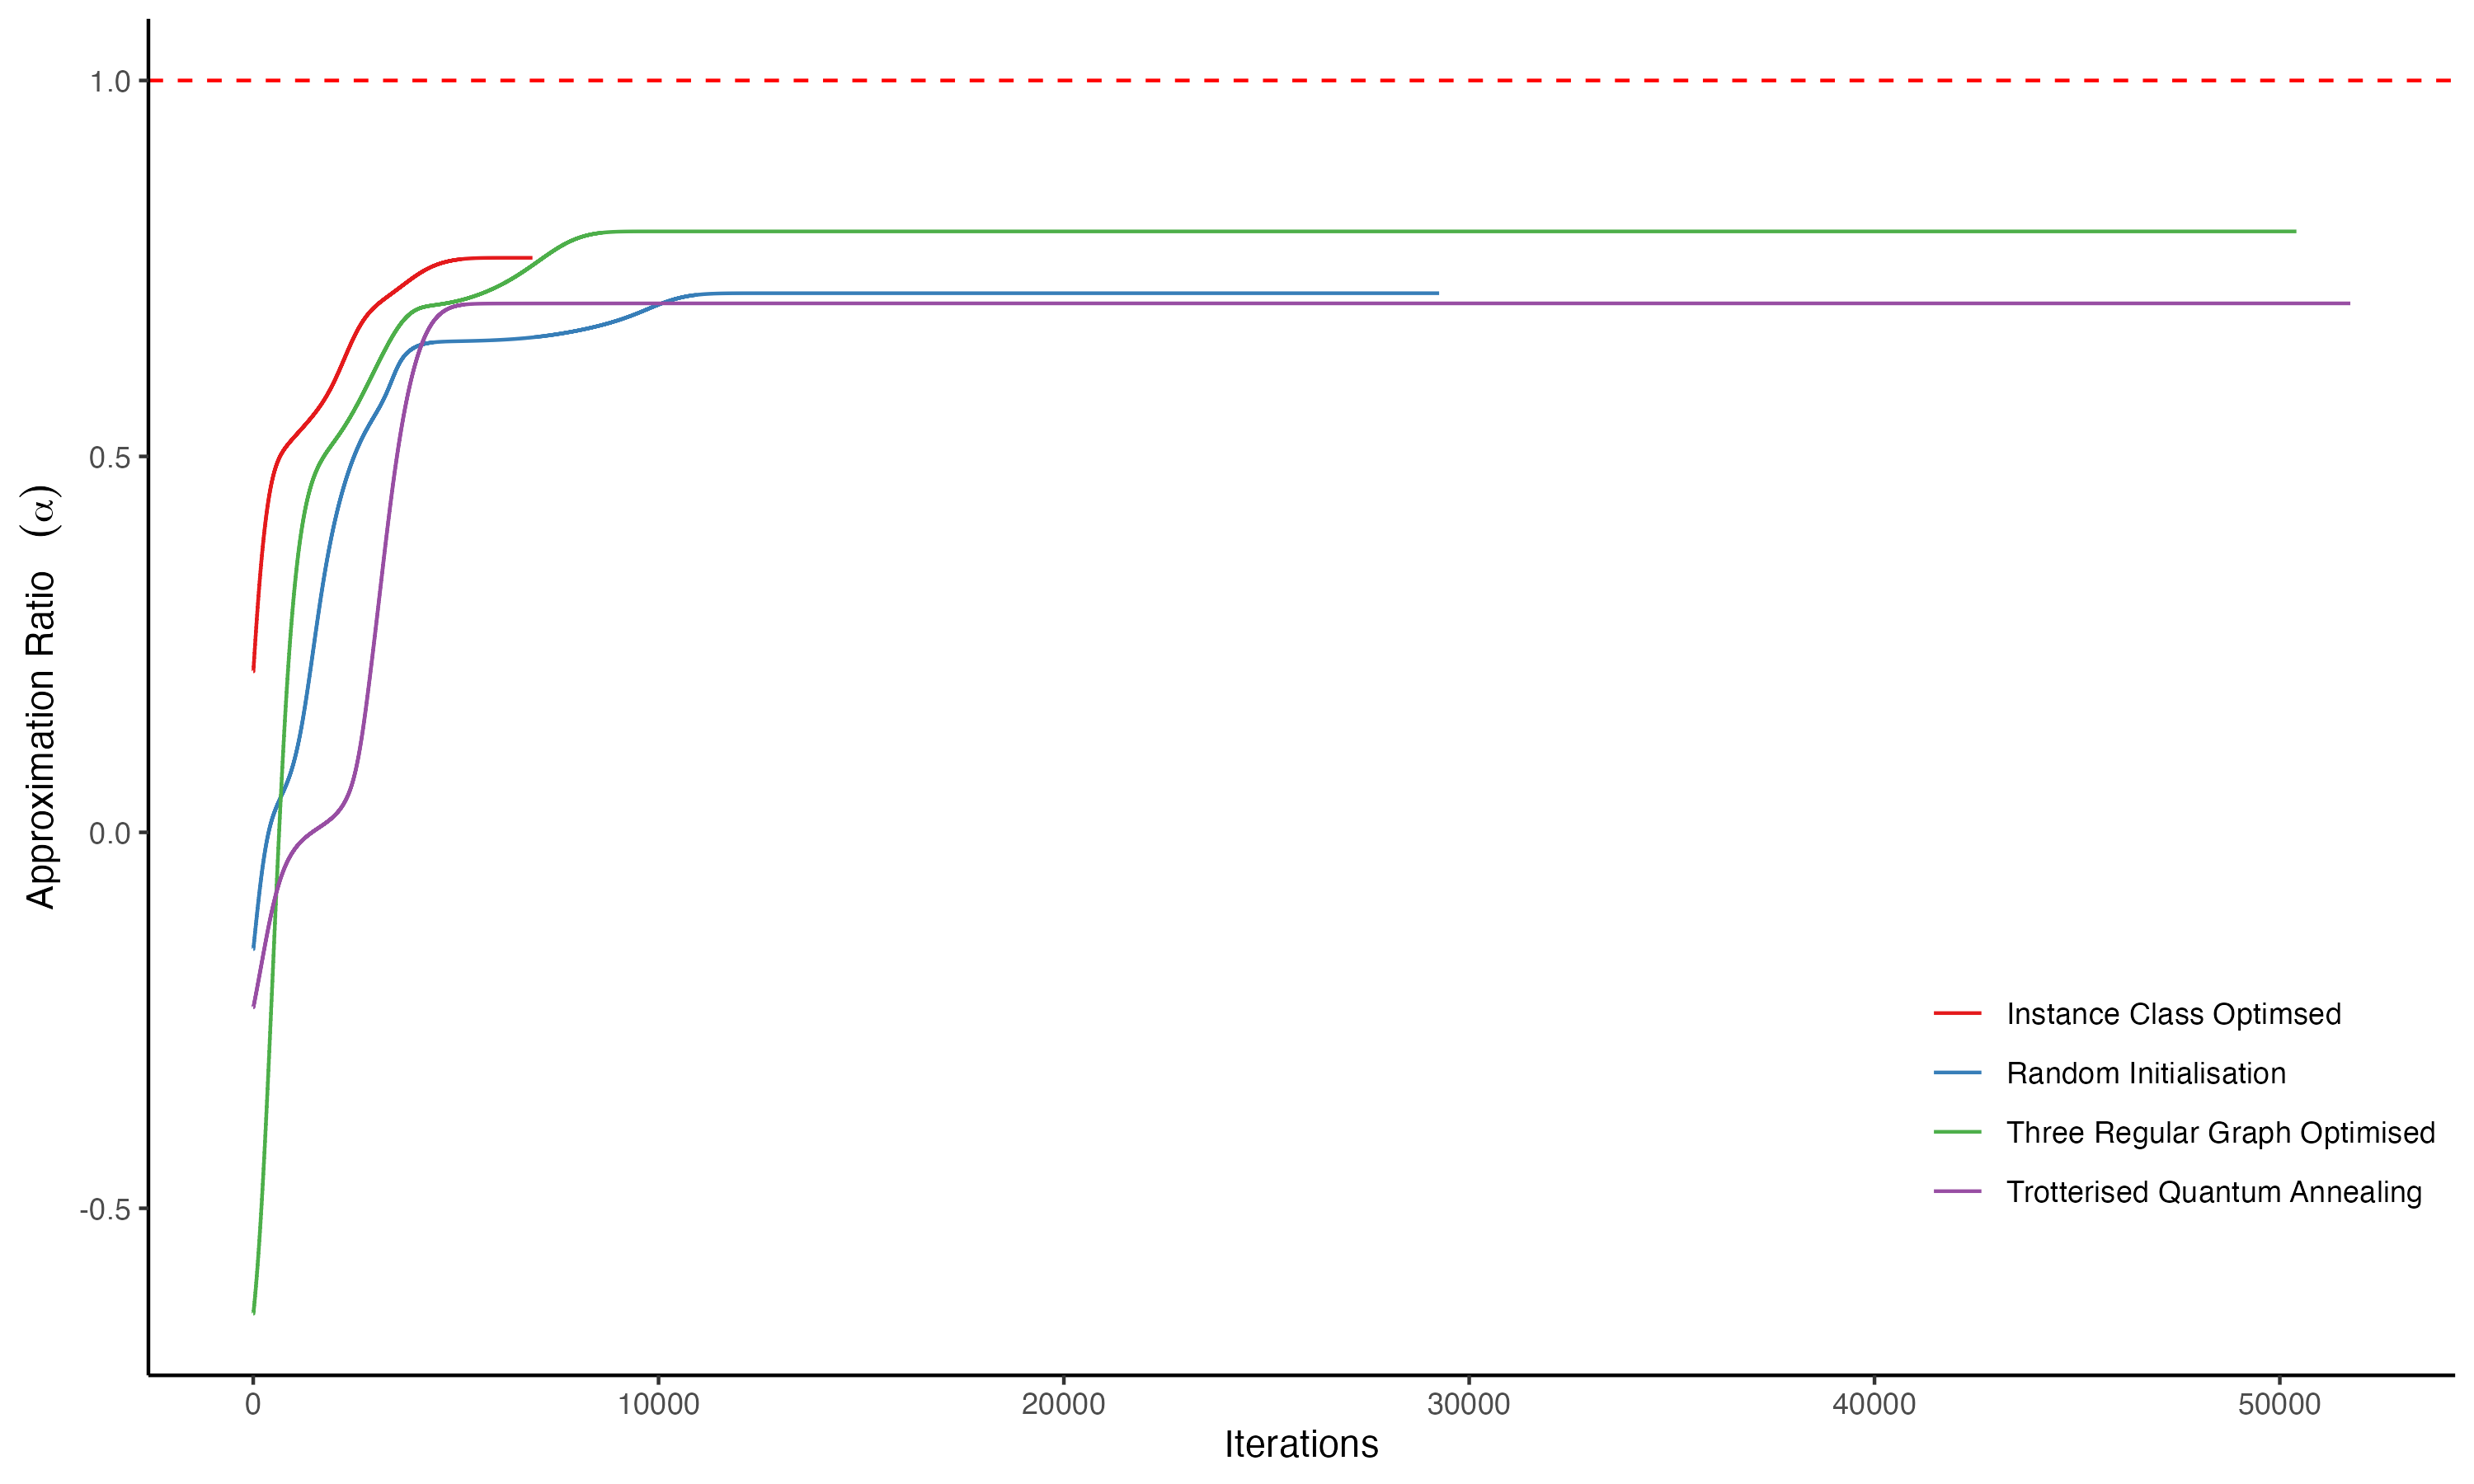 Approximation Ratio (α)
1.0
0.5
0.0
-0.5
0
10000
20000
30000
40000
50000
Iterations
Instance Class Optimsed
Random Initialisation
Three Regular Graph Optimised
Trotterised Quantum Annealing